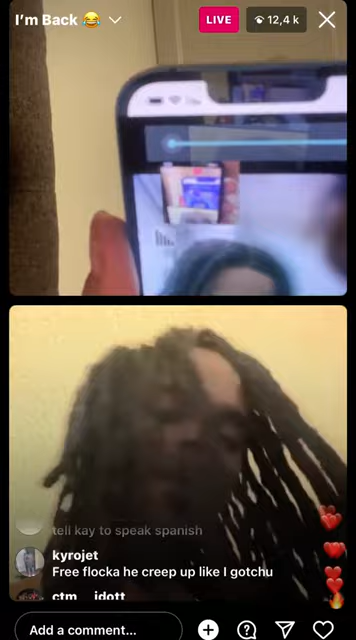 I'm Back 😂
LIVE
12,4 k
tell kay to speak spanish
kyrojet
Free flocka he creep up like I gotchu
ctm__jdott
Add a comment...